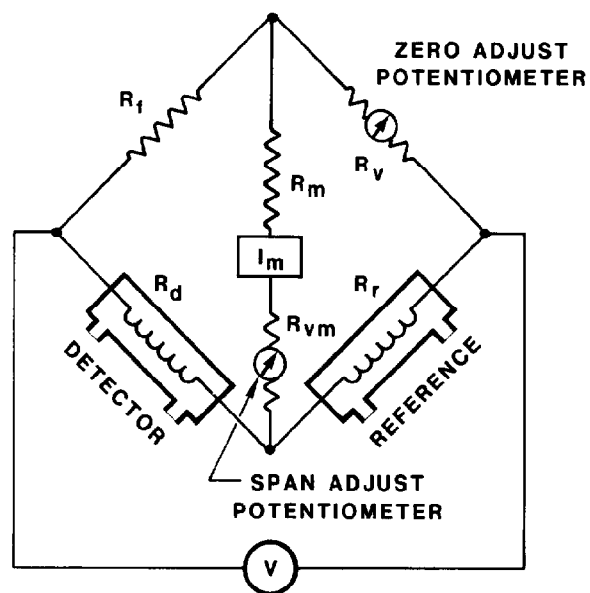 ZERO ADJUST
POTENTIOMETER
Rf
Rv
Rm
Im
Rd
Rr
Rvm
DETECTOR
REFERENCE
SPAN ADJUST
POTENTIOMETER
V